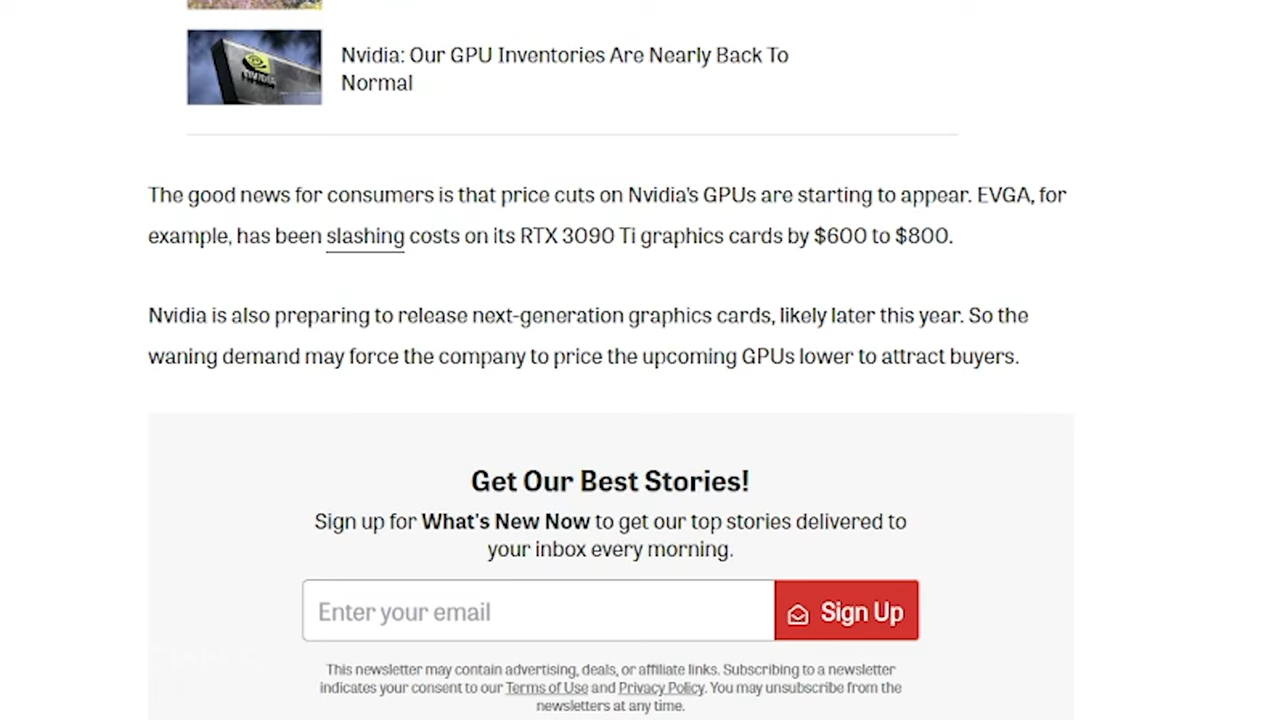 NVIDIA
Nvidia: Our GPU Inventories Are Nearly Back To
Normal
The good news for consumers is that price cuts on Nvidia's GPUs are starting to appear. EVGA, for
example, has been slashing costs on its RTX 3090 Ti graphics cards by $600 to $800.
Nvidia is also preparing to release next-generation graphics cards, likely later this year. So the
waning demand may force the company to price the upcoming GPUs lower to attract buyers.
Get Our Best Stories!
Sign up for What's New Now to get our top stories delivered to
your inbox every morning.
Enter your email
Sign Up
This newsletter may contain advertising, deals, or affiliate links. Subscribing to a newsletter
indicates your consent to our Terms of Use and Privacy Policy. You may unsubscribe from the
newsletters at any time.